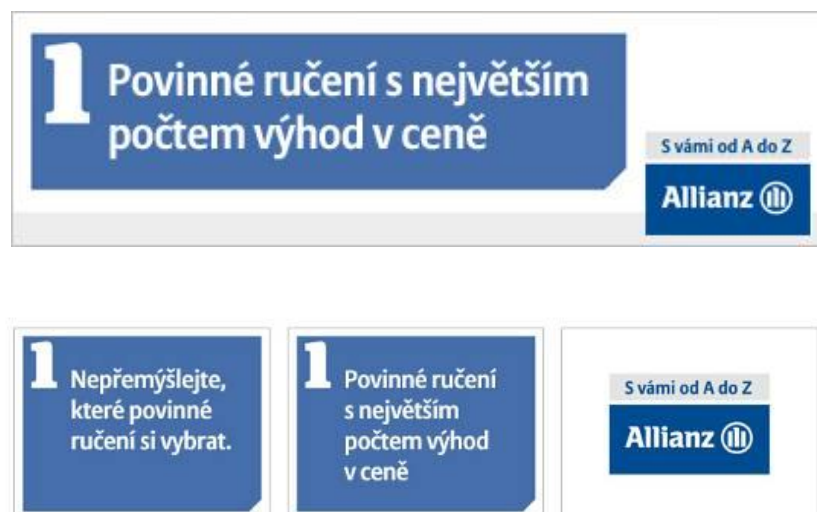 1
Povinné ručení s největším
počtem výhod v ceně
S vámi od A do Z
Allianz
1
Nepřemýšlejte,
které povinné
ručení si vybrat.
1
Povinné ručení
s největším
počtem výhod
v ceně
S vámi od A do Z
Allianz